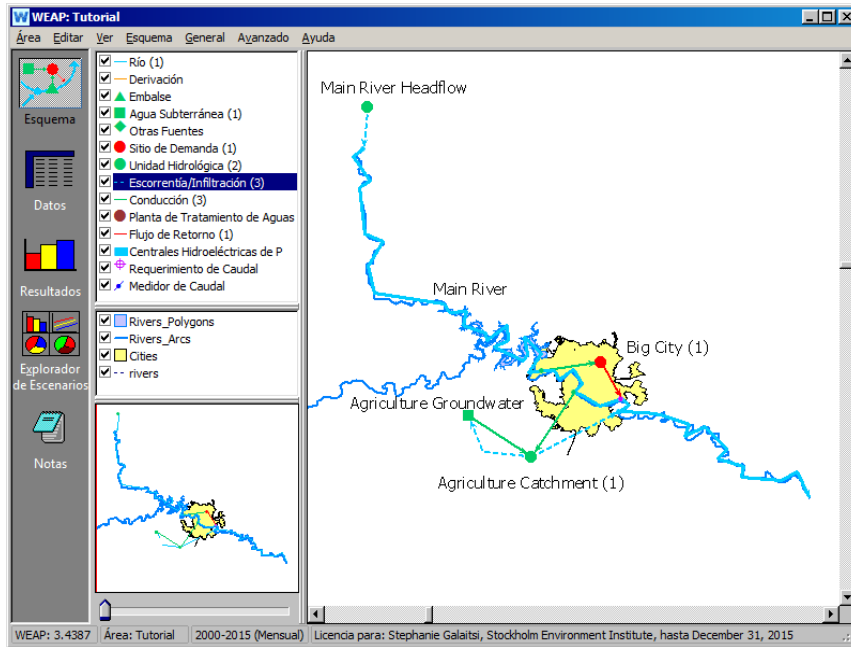 WEAP: Tutorial
Área Editar Ver Esquema General Avanzado Ayuda
Esquema
Datos
Resultados
Explorador
de Escenarios
Notas
Río (1)
Derivación
Embalse
Agua Subterránea (1)
Otras Fuentes
Sitio de Demanda (1)
Unidad Hidrológica (2)
Escorrentía/Infiltración (3)
Conducción (3)
Planta de Tratamiento de Aguas
Flujo de Retorno (1)
Centrales Hidroeléctricas de P
Requerimiento de Caudal
Medidor de Caudal
Rivers_Polygons
Rivers_Arcs
Cities
rivers
Main River Headflow
Main River
Big City (1)
Agriculture Groundwater
Agriculture Catchment (1)
WEAP: 3.4387 Área: Tutorial 2000-2015 (Mensual) Licencia para: Stephanie Galaitsi, Stockholm Environment Institute, hasta December 31, 2015